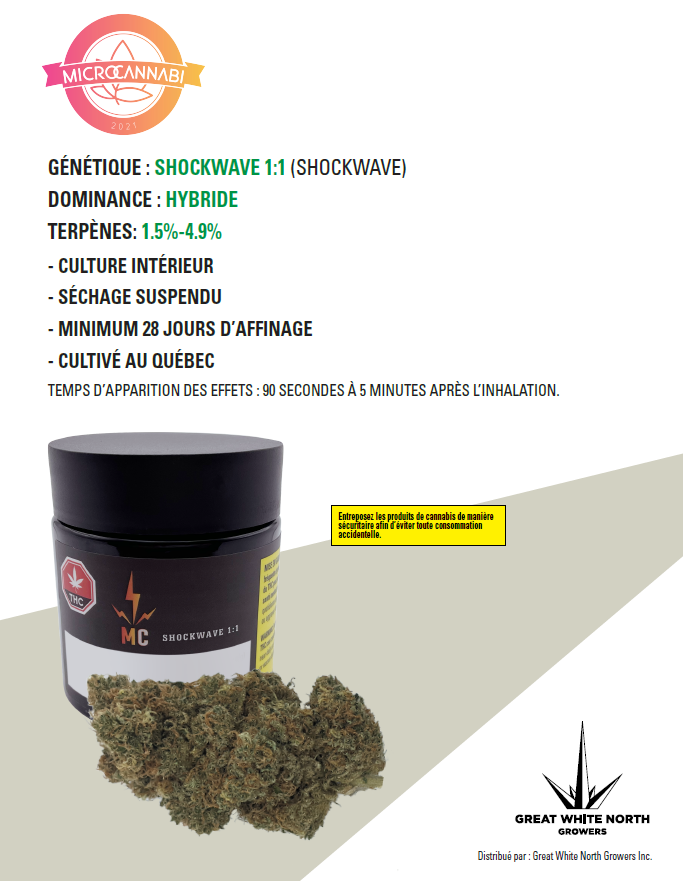 MICROCANNABI
2021
GÉNÉTIQUE : SHOCKWAVE 1:1 (SHOCKWAVE)
DOMINANCE : HYBRIDE
TERPÈNES: 1.5%-4.9%
- CULTURE INTÉRIEUR
- SÉCHAGE SUSPENDU
- MINIMUM 28 JOURS D’AFFINAGE
- CULTIVÉ AU QUÉBEC
TEMPS D’APPARITION DES EFFETS : 90 SECONDES À 5 MINUTES APRÈS L’INHALATION.
Entreposez les produits de cannabis de manière
sécuritaire afin d’éviter toute consommation
accidentelle.
THC
MC SHOCKWAVE 1:1
GREAT WHITE NORTH
GROWERS
Distribué par : Great White North Growers Inc.